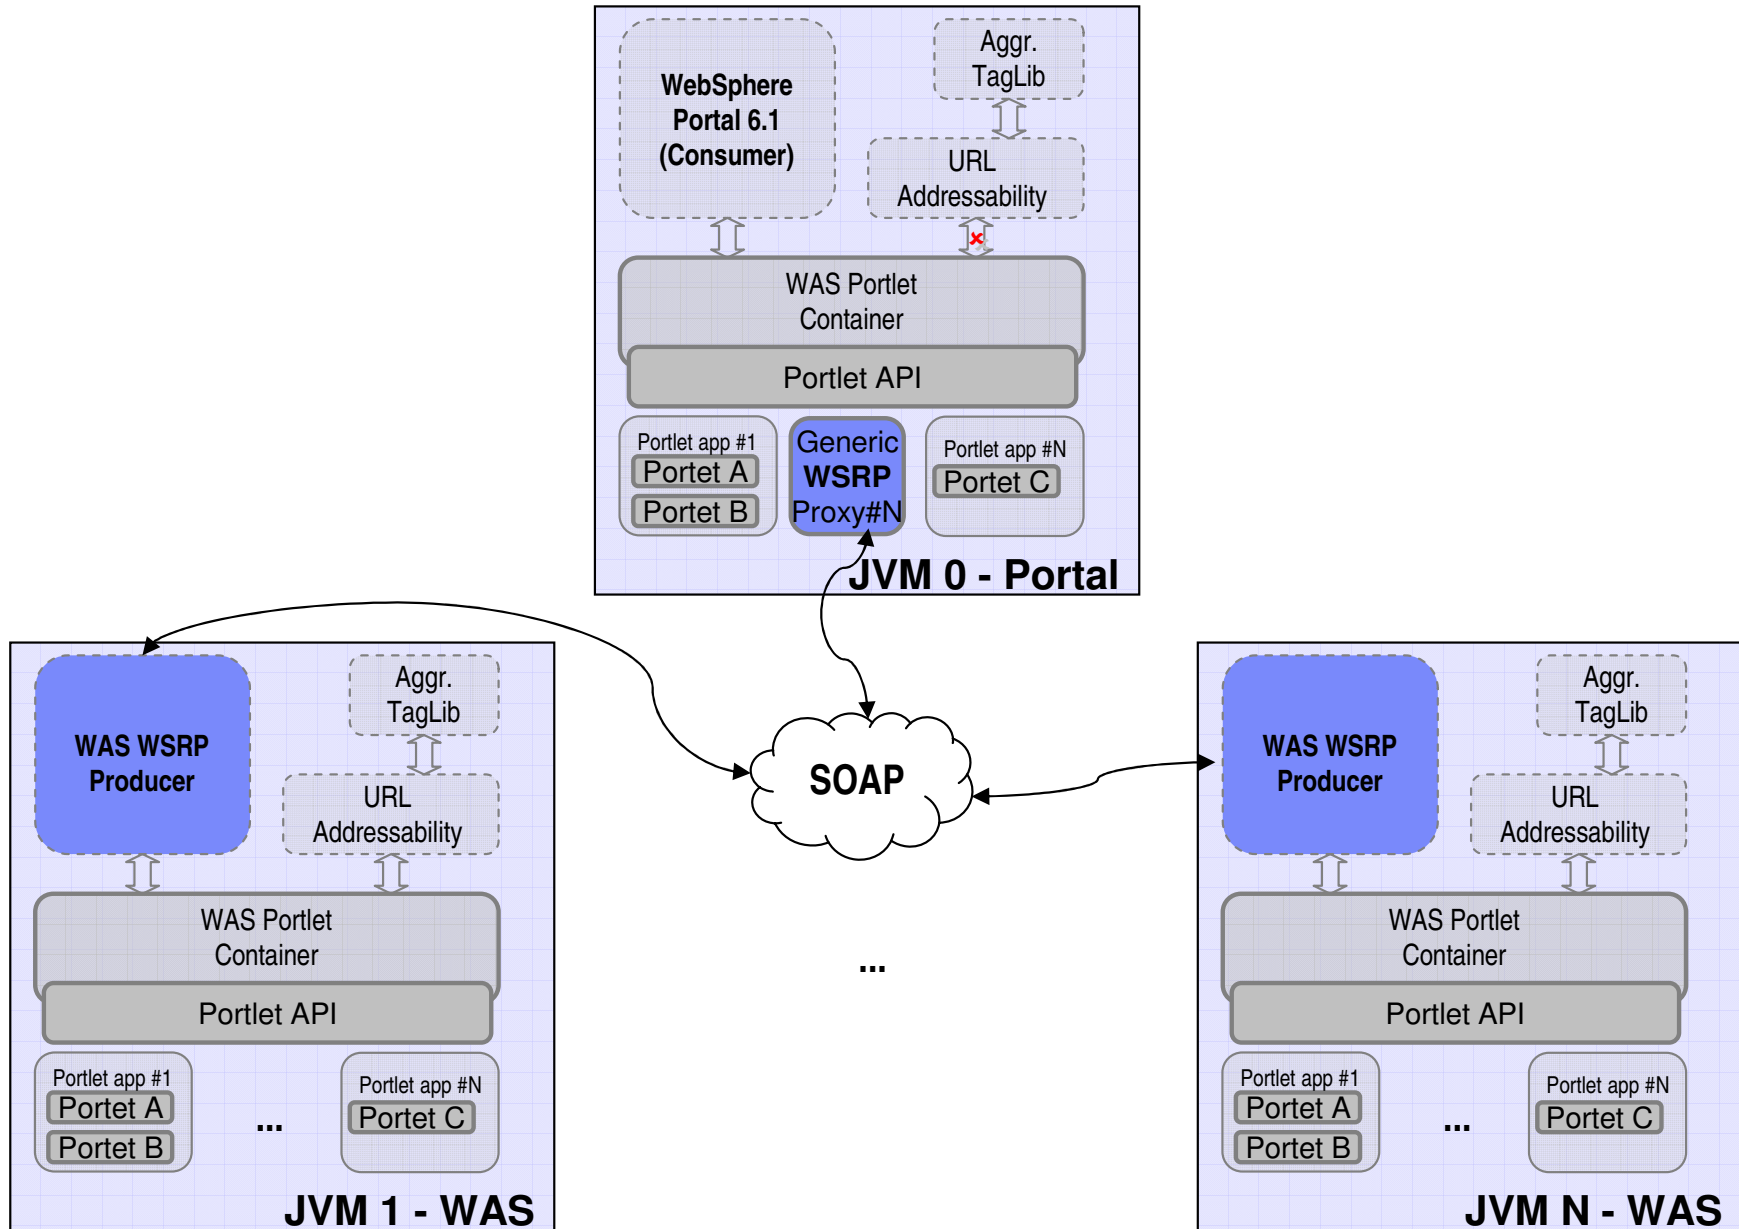 WebSphere
Portal 6.1
(Consumer)
Aggr.
TagLib
URL
Addressability
WAS Portlet
Container
Portlet API
Portlet app #1
Portet A
Portet B
Generic
WSRP
Proxy#N
Portlet app #N
Portet C
JVM 0 - Portal
WAS WSRP
Producer
Aggr.
TagLib
URL
Addressability
WAS Portlet
Container
Portlet API
Portlet app #1
Portet A
Portet B
...
Portlet app #N
Portet C
JVM 1 - WAS
SOAP
...
WAS WSRP
Producer
Aggr.
TagLib
URL
Addressability
WAS Portlet
Container
Portlet API
Portlet app #1
Portet A
Portet B
...
Portlet app #N
Portet C
JVM N - WAS